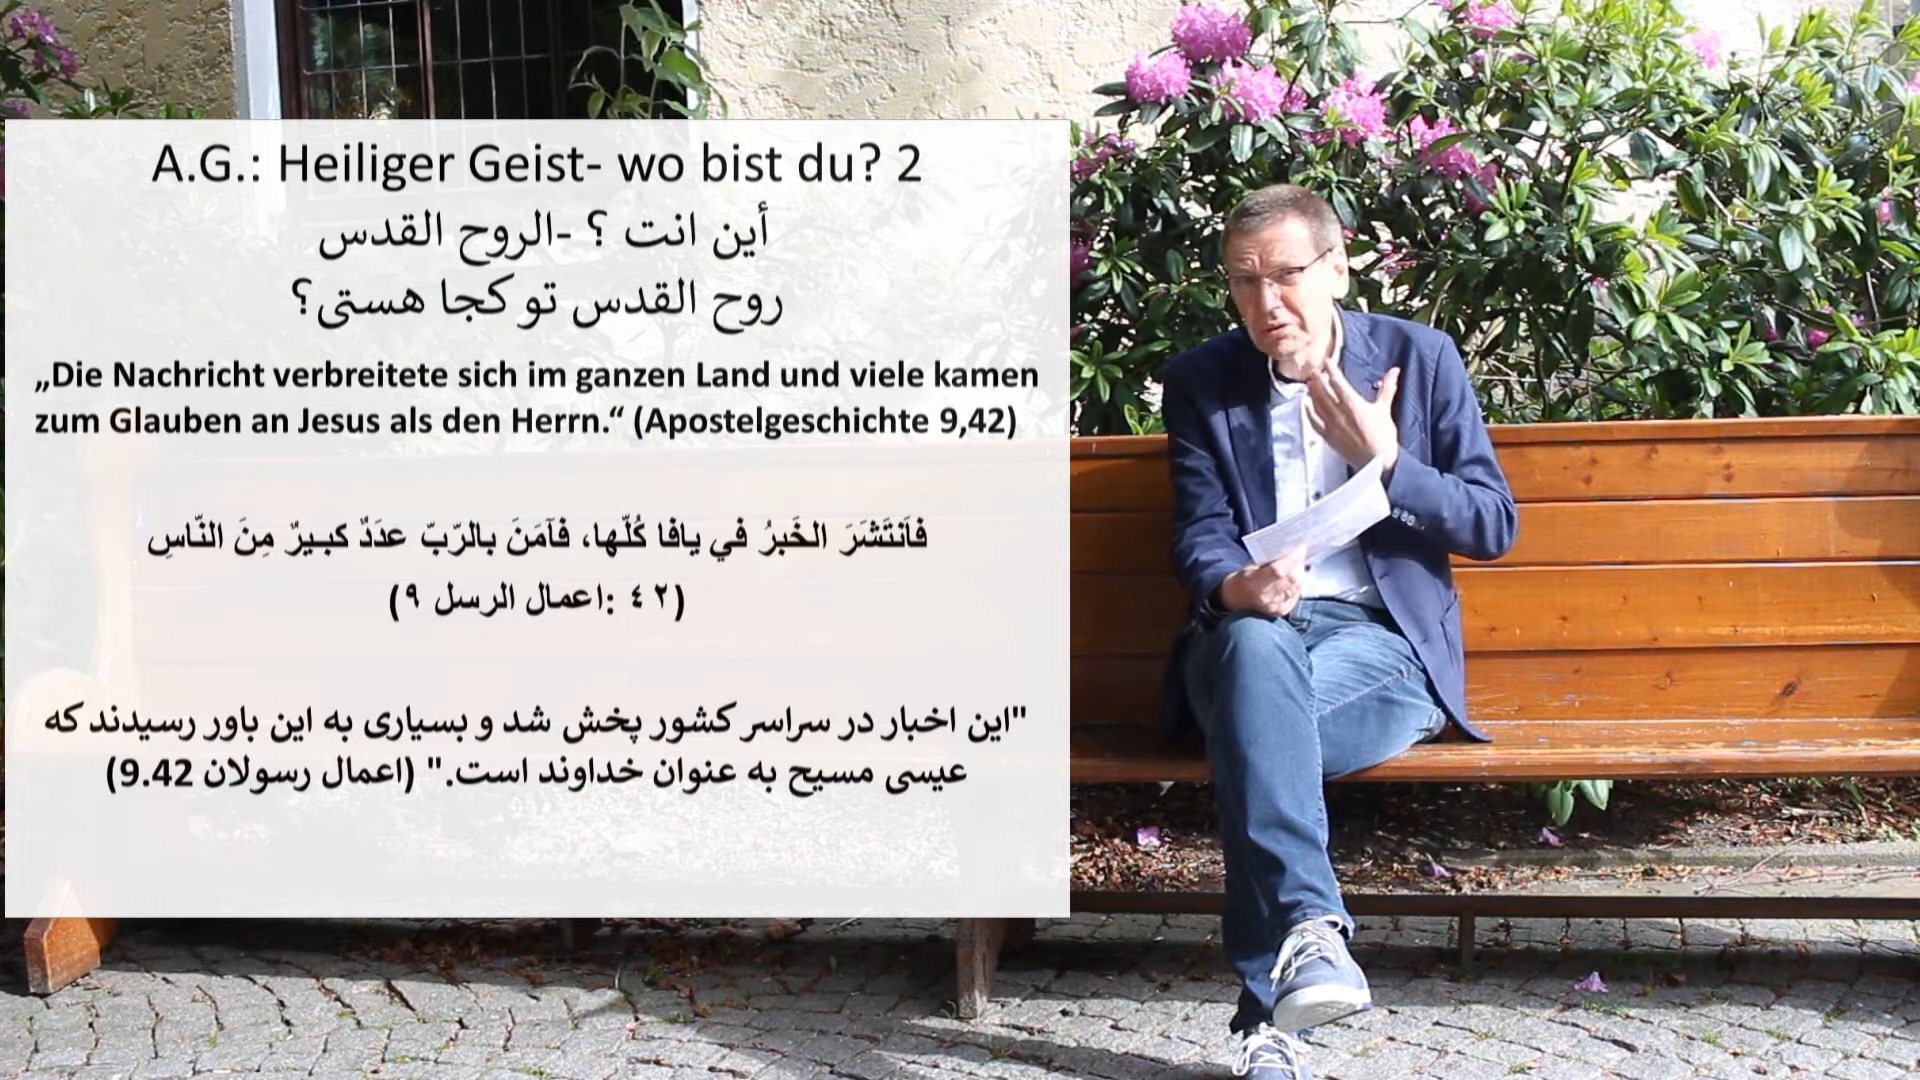 A.G.: Heiliger Geist- wo bist du? 2
أين انت ؟ -الروح القدس
روح القدس تو کجا هستی؟
„Die Nachricht verbreitete sich im ganzen Land und viele kamen
zum Glauben an Jesus als den Herrn.“ (Apostelgeschichte 9,42)
فاَنتَشَرَ الخَبرُ في يافا كُلّها، فآمَنَ بالرّبّ عدَدٌ كبـيرٌ مِنَ النّاسِ
(٤٢ :اعمال الرسل ٩)
"این اخبار در سراسر کشور پخش شد و بسیاری به این باور رسیدند که
عیسی مسیح به عنوان خداوند است." (اعمال رسولان 9.42)